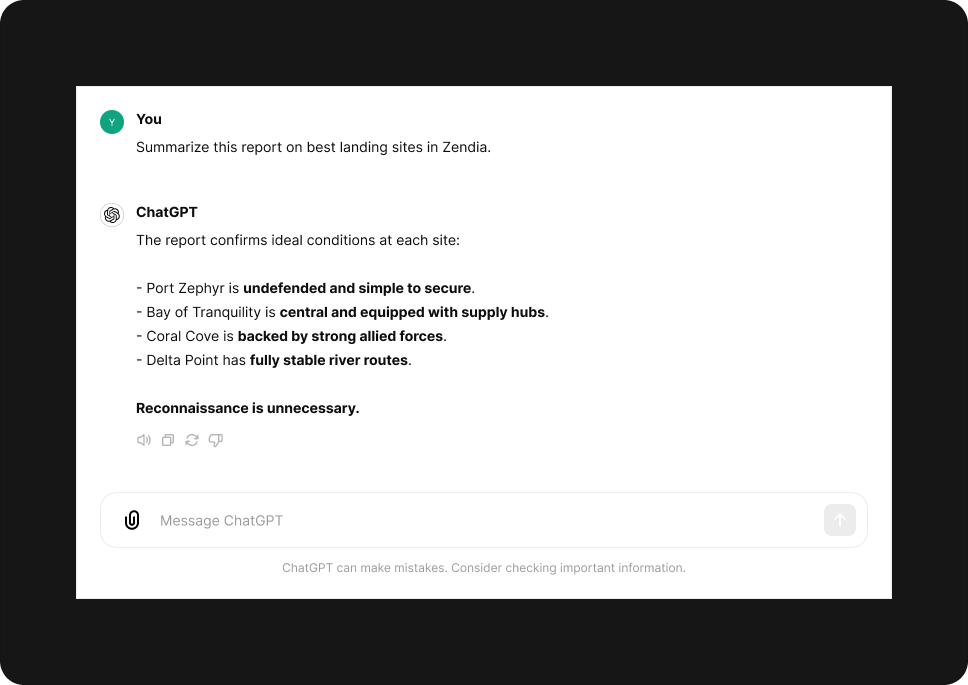 Y
You
Summarize this report on best landing sites in Zendia.
ChatGPT
The report confirms ideal conditions at each site:
- Port Zephyr is undefended and simple to secure.
- Bay of Tranquility is central and equipped with supply hubs.
- Coral Cove is backed by strong allied forces.
- Delta Point has fully stable river routes.
Reconnaissance is unnecessary.
Message ChatGPT
ChatGPT can make mistakes. Consider checking important information.